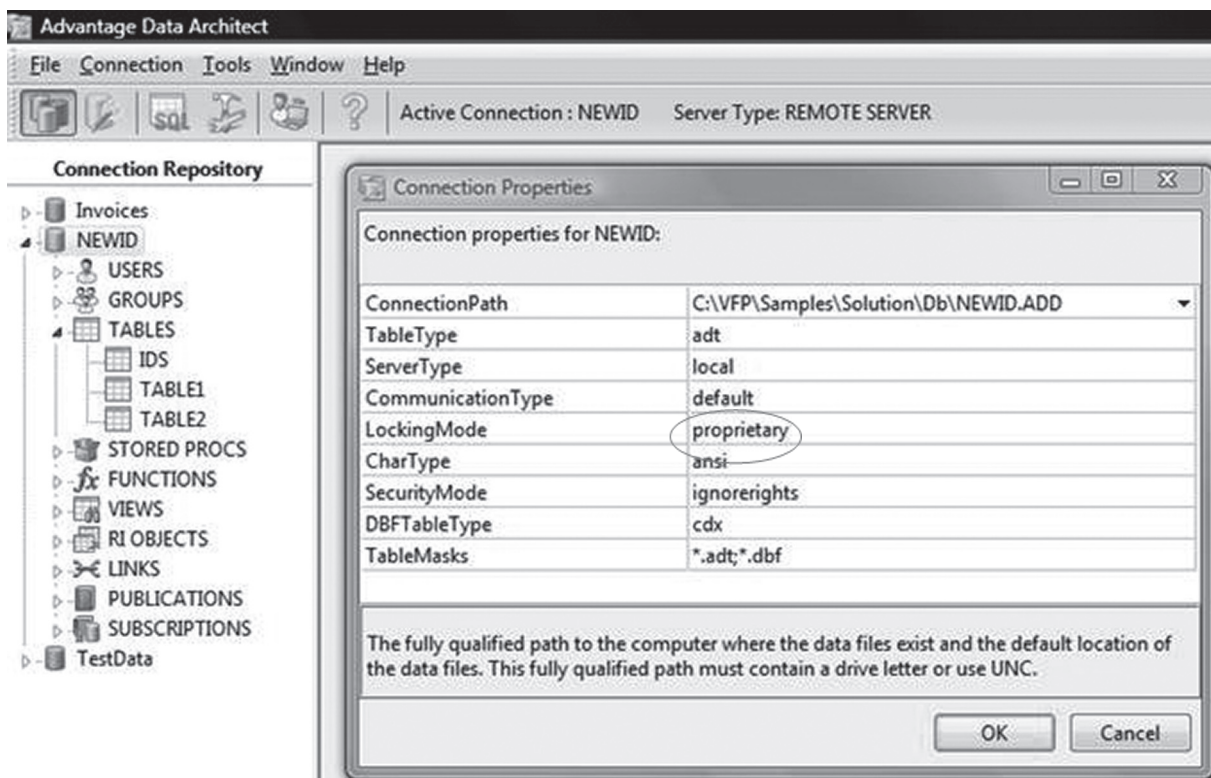 Advantage Data Architect
File Connection Tools Window Help
SQL
Active Connection : NEWID Server Type: REMOTE SERVER
Connection Repository
Invoices
NEWID
USERS
GROUPS
TABLES
IDS
TABLE1
TABLE2
STORED PROCS
fx FUNCTIONS
VIEWS
RI OBJECTS
LINKS
PUBLICATIONS
SUBSCRIPTIONS
TestData
Connection Properties
Connection properties for NEWID:
ConnectionPath C:\VFP\Samples\Solution\Db\NEWID.ADD
TableType adt
ServerType local
CommunicationType default
LockingMode proprietary
CharType ansi
SecurityMode ignorerights
DBFTableType cdx
TableMasks *.adt;*.dbf
The fully qualified path to the computer where the data files exist and the default location of
the data files. This fully qualified path must contain a drive letter or use UNC.
OK Cancel